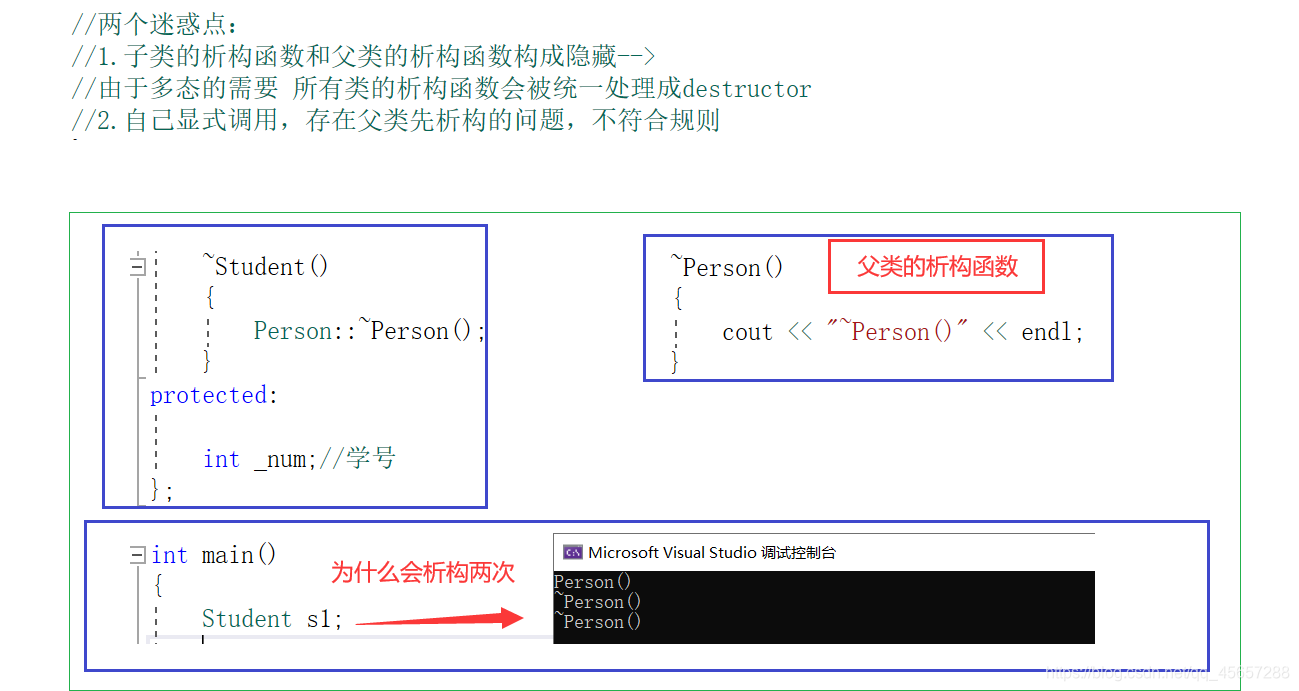 //两个迷惑点:
//1.子类的析构函数和父类的析构函数构成隐藏-->
//由于多态的需要 所有类的析构函数会被统一处理成destructor
//2.自己显式调用，存在父类先析构的问题，不符合规则
~Student()
{
Person::~Person();
}
protected:
int _num;//学号
};
~Person()
父类的析构函数
{
cout << "~Person()" << endl;
}
int main()
{
Student s1;
为什么会析构两次
Microsoft Visual Studio 调试控制台
Person()
~Person()
~Person()
https://blog.csdn.net/qq_45657288